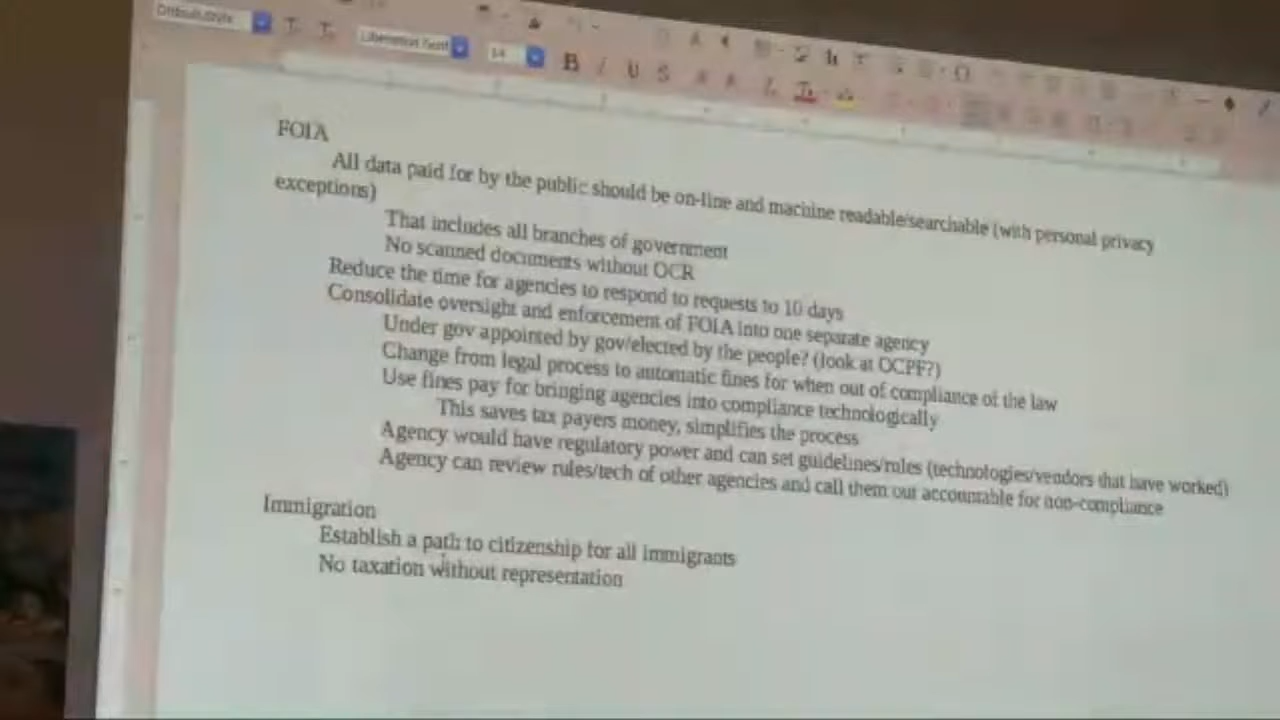 Default Style
Liberation Serif
14
B I U S
FOIA
All data paid for by the public should be on-line and machine readable/searchable (with personal privacy
exceptions)
That includes all branches of government
No scanned documents without OCR
Reduce the time for agencies to respond to requests to 10 days
Consolidate oversight and enforcement of FOIA into one separate agency
Under gov appointed by gov/elected by the people? (look at OCPF?)
Change from legal process to automatic fines for when out of compliance of the law
Use fines pay for bringing agencies into compliance technologically
This saves tax payers money, simplifies the process
Agency would have regulatory power and can set guidelines/rules (technologies/vendors that have worked)
Agency can review rules/tech of other agencies and call them out accountable for non-compliance
Immigration
Establish a path to citizenship for all immigrants
No taxation without representation